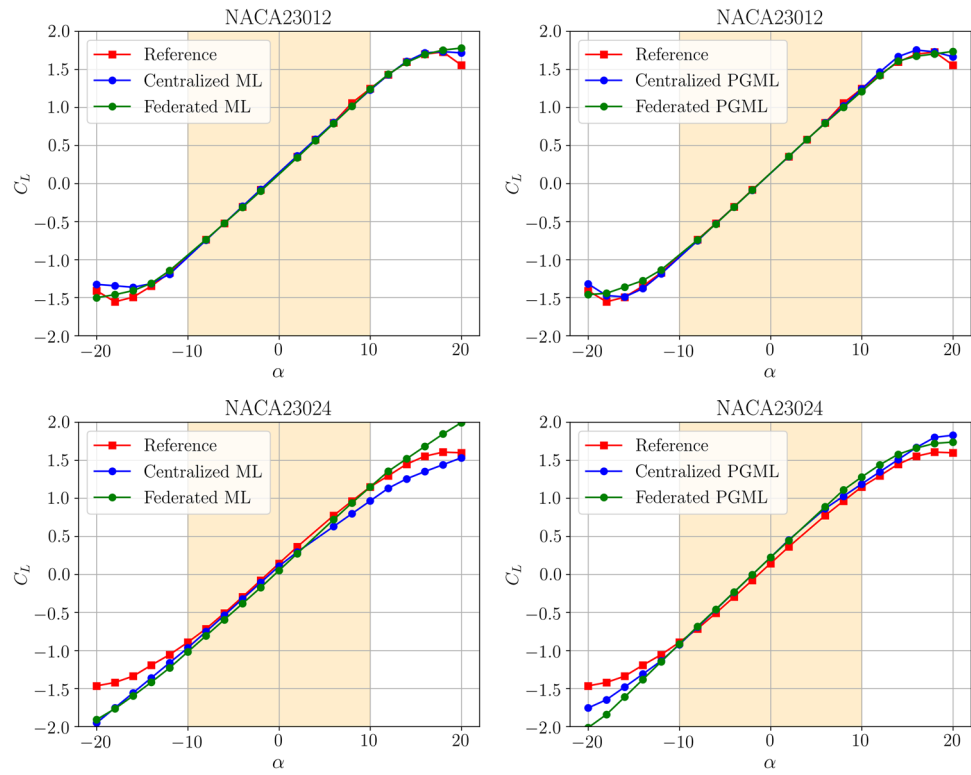 NACA23012
2.0
1.5
1.0
0.5
0.0
−0.5
−1.0
−1.5
−2.0
C_L
Reference
Centralized ML
Federated ML
−20
−10
0
10
20
α
NACA23012
2.0
1.5
1.0
0.5
0.0
−0.5
−1.0
−1.5
−2.0
C_L
Reference
Centralized PGML
Federated PGML
−20
−10
0
10
20
α
NACA23024
2.0
1.5
1.0
0.5
0.0
−0.5
−1.0
−1.5
−2.0
C_L
Reference
Centralized ML
Federated ML
−20
−10
0
10
20
α
NACA23024
2.0
1.5
1.0
0.5
0.0
−0.5
−1.0
−1.5
−2.0
C_L
Reference
Centralized PGML
Federated PGML
−20
−10
0
10
20
α